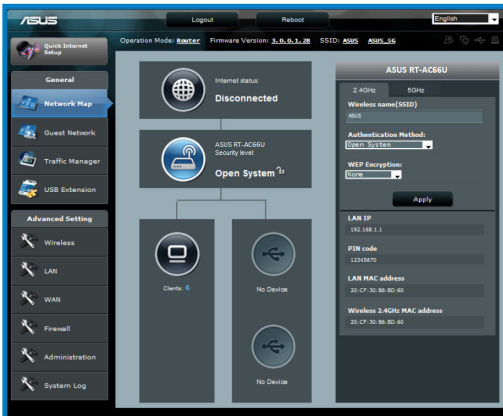 ASUS
Logout
Reboot
English
Quick Internet
Setup
Operation Mode: Router Firmware Version: 3.0.0.1.28 SSID: ASUS ASUS_5G
General
Network Map
Guest Network
Traffic Manager
USB Extension
Advanced Setting
Wireless
LAN
WAN
Firewall
Administration
System Log
Internet status:
Disconnected
ASUS RT-AC66U
Security level:
Open System
Clients: 6
No Device
No Device
ASUS RT-AC66U
2.4GHz
5GHz
Wireless name(SSID)
ASUS
Authentication Method:
Open System
WEP Encryption:
None
Apply
LAN IP
192.168.1.1
PIN code
12345670
LAN MAC address
20:CF:30:B6:BD:60
Wireless 2.4GHz MAC address
20:CF:30:B6:BD:60